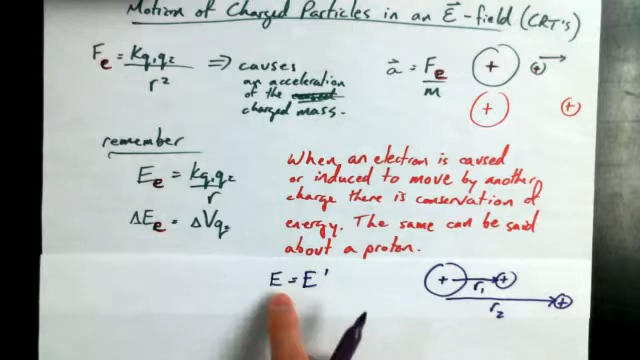 Motion of Charged Particles in an E⃗-field (CRT's)
Fe = Kq1q2 / r² ⇒ causes an acceleration of the charged mass.
a⃗ = Fe / m
+ +
+ +
remember
Ee = kq1q2 / r
ΔEe = ΔVq2
When an electron is caused
or induced to move by another
charge there is conservation of
energy. The same can be said
about a proton.
E = E'
+ r1 +
r2 +